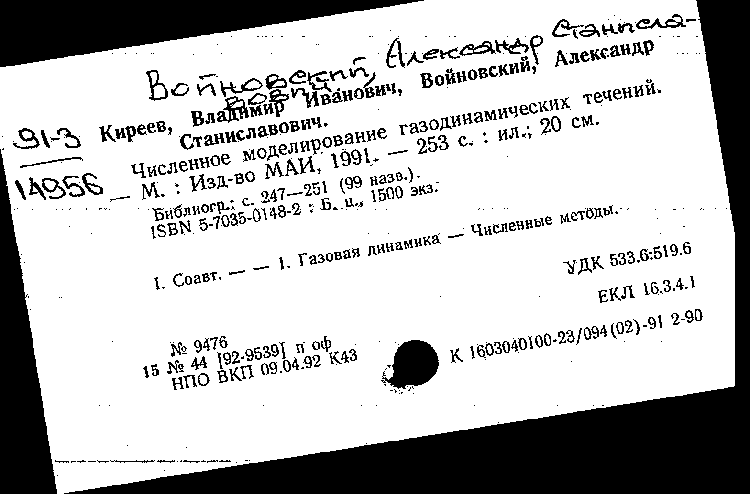 Войновский, Александр Станисла-
вович
91-3
14956
Киреев, Владимир Иванович, Войновский, Александр
Станиславович.
Численное моделирование газодинамических течений.
— М. : Изд-во МАИ, 1991. — 253 с. : ил.; 20 см.
Библиогр.: с. 247—251 (99 назв.).
ISBN 5-7035-0148-2 : Б. ц., 1500 экз.
I. Соавт. — — 1. Газовая динамика — Численные методы.
УДК 533.6:519.6
ЕКЛ 16.3.4.1
№ 9476
15 № 44 [92-9539] п оф
НПО ВКП 09.04.92 К43
К 1603040100-23/094(02)-91 2-90